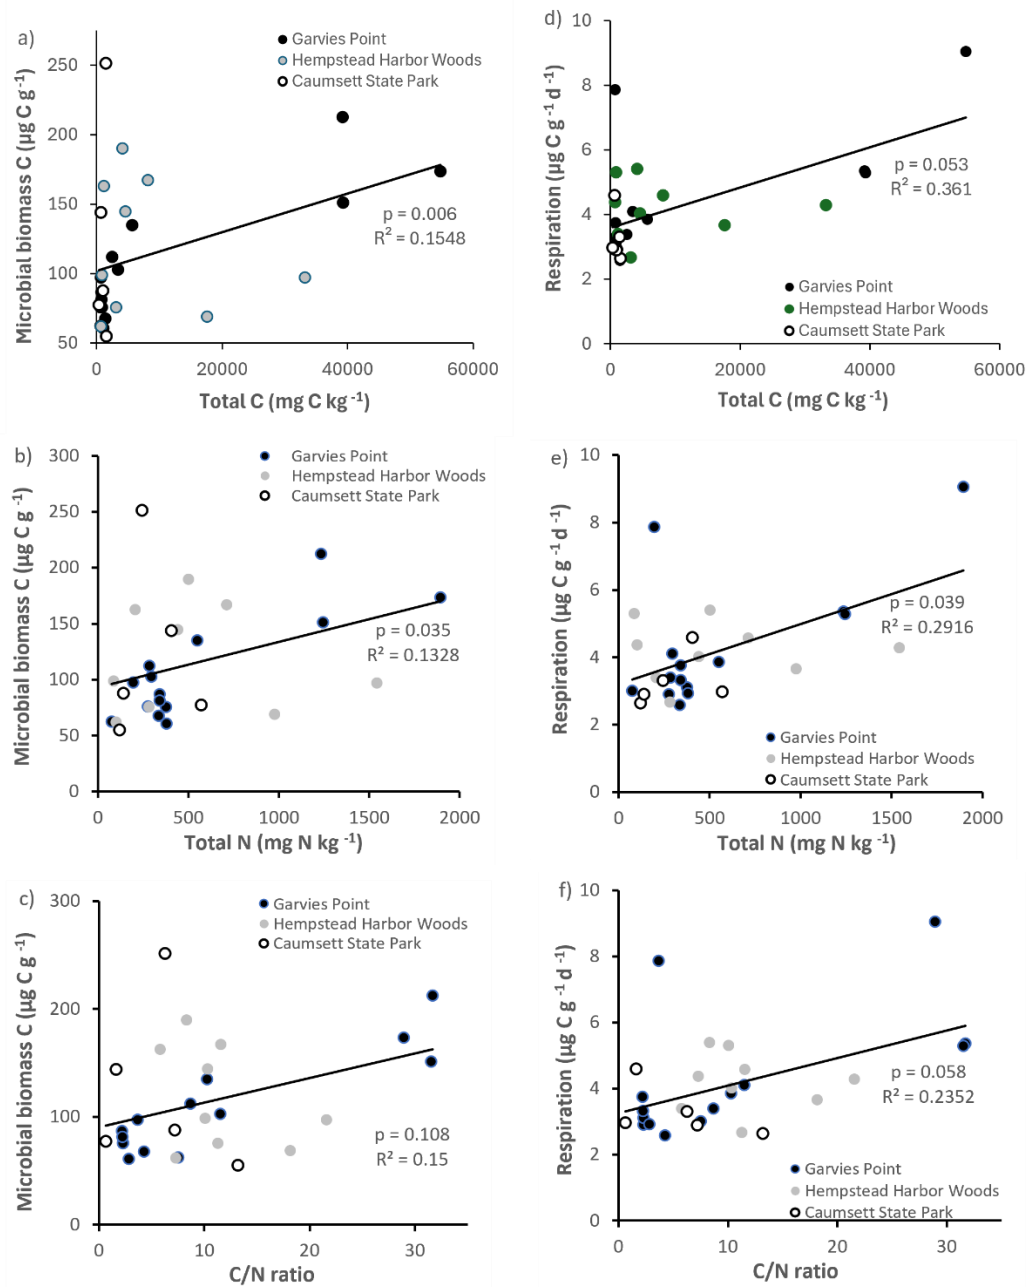 a)
Garvies Point
Hempstead Harbor Woods
Caumsett State Park
Microbial biomass C (µg C g -1)
250
200
150
100
50
p = 0.006
R² = 0.1548
0
20000
40000
60000
Total C (mg C kg -1)
d)
10
8
6
4
2
0
Respiration (µg C g -1 d -1)
p = 0.053
R² = 0.361
Garvies Point
Hempstead Harbor Woods
Caumsett State Park
0
20000
40000
60000
Total C (mg C kg -1)
b)
300
250
200
150
100
50
0
Garvies Point
Hempstead Harbor Woods
Caumsett State Park
Microbial biomass C (µg C g -1)
p = 0.035
R² = 0.1328
0
500
1000
1500
2000
Total N (mg N kg -1)
e)
10
8
6
4
2
0
Respiration (µg C g -1 d -1)
p = 0.039
R² = 0.2916
Garvies Point
Hempstead Harbor Woods
Caumsett State Park
0
500
1000
1500
2000
Total N (mg N kg -1)
c)
300
200
100
0
Garvies Point
Hempstead Harbor Woods
Caumsett State Park
Microbial biomass C (µg C g -1)
p = 0.108
R² = 0.15
0
10
20
30
C/N ratio
f)
10
8
6
4
2
0
Respiration (µg C g -1 d -1)
p = 0.058
R² = 0.2352
Garvies Point
Hempstead Harbor Woods
Caumsett State Park
0
10
20
30
C/N ratio